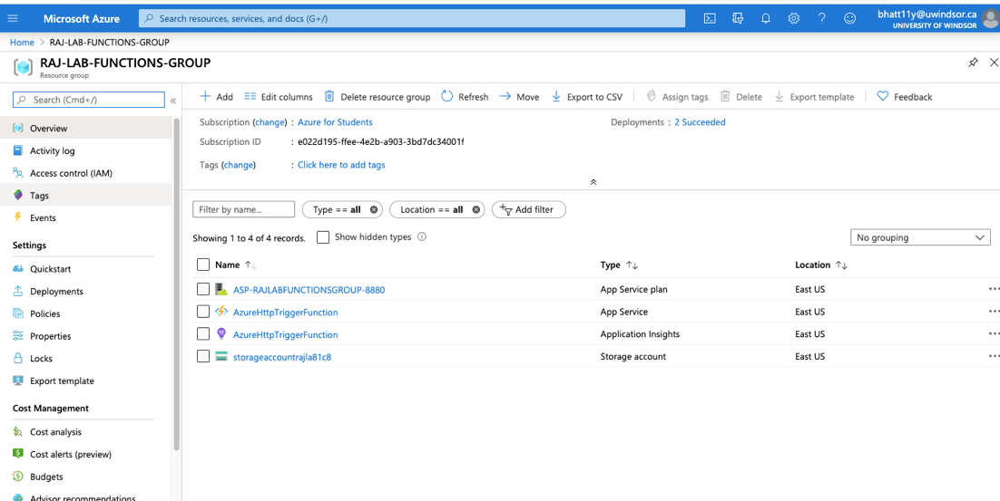 Microsoft Azure
Search resources, services, and docs (G+/)
bhatt11y@uwindsor.ca
UNIVERSITY OF WINDSOR
Home > RAJ-LAB-FUNCTIONS-GROUP
RAJ-LAB-FUNCTIONS-GROUP
Resource group
Search (Cmd+/)
«
Overview
Activity log
Access control (IAM)
Tags
Events
Settings
Quickstart
Deployments
Policies
Properties
Locks
Export template
Cost Management
Cost analysis
Cost alerts (preview)
Budgets
Advisor recommendations
Add Edit columns Delete resource group Refresh Move Export to CSV Assign tags Delete Export template Feedback
Subscription (change) : Azure for Students Deployments : 2 Succeeded
Subscription ID : e022d195-ffee-4e2b-a903-3bd7dc34001f
Tags (change) : Click here to add tags
Filter by name... Type == all Location == all Add filter
Showing 1 to 4 of 4 records. Show hidden types No grouping
Name Type Location
ASP-RAJLABFUNCTIONSGROUP-8880 App Service plan East US
AzureHttpTriggerFunction App Service East US
AzureHttpTriggerFunction Application Insights East US
storageaccountrajla81c8 Storage account East US